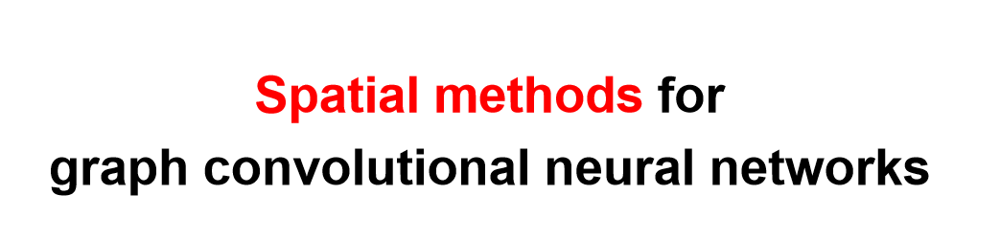 Spatial methods for
graph convolutional neural networks